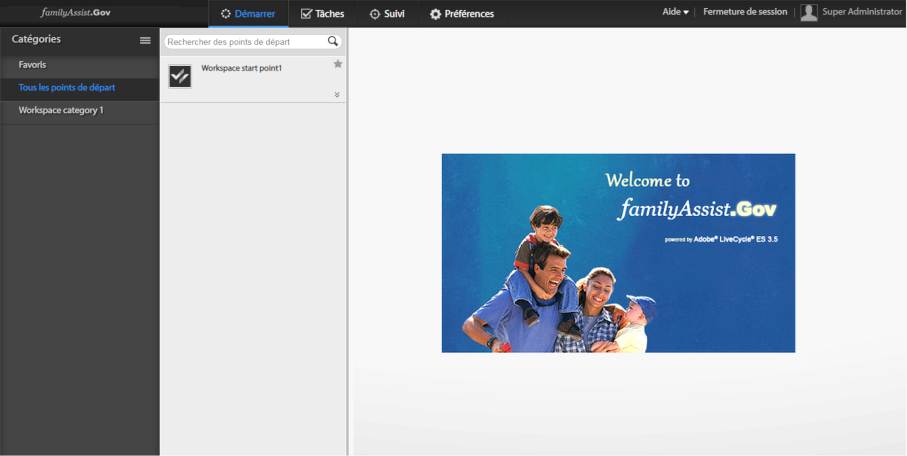 familyAssist.Gov
Démarrer
Tâches
Suivi
Préférences
Aide
Fermeture de session
Super Administrator
Catégories
Favoris
Tous les points de départ
Workspace category 1
Rechercher des points de départ
Workspace start point1
Welcome to
familyAssist.Gov
powered by Adobe® LiveCycle® ES 3.5